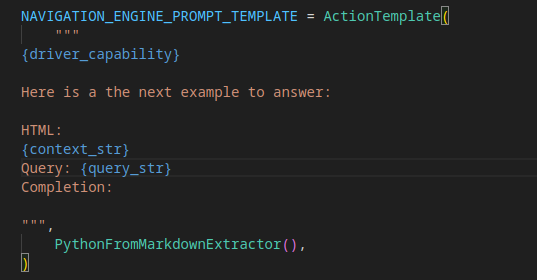 NAVIGATION_ENGINE_PROMPT_TEMPLATE = ActionTemplate(
    """
{driver_capability}

Here is a the next example to answer:

HTML:
{context_str}
Query: {query_str}
Completion:

""",
    PythonFromMarkdownExtractor(),
)